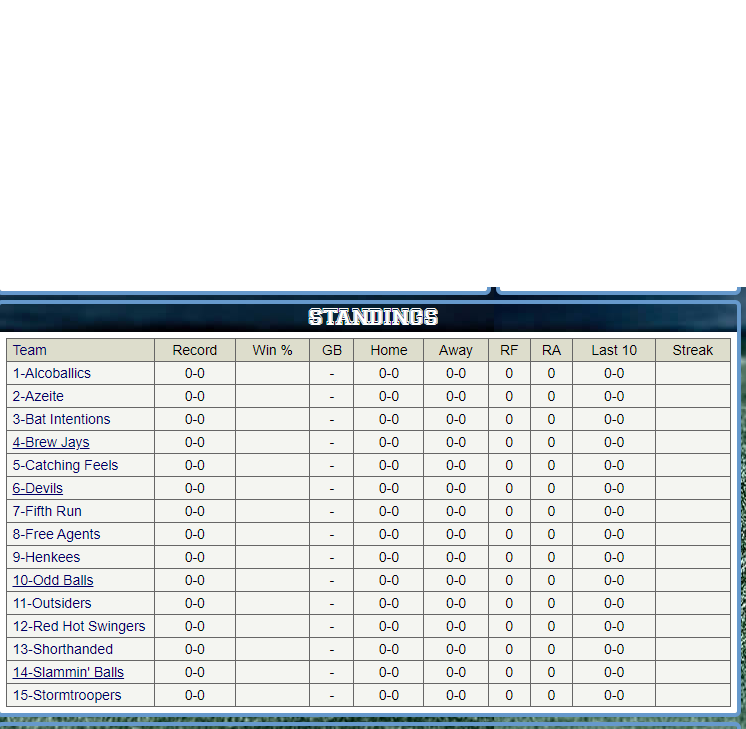 STANDINGS
Team Record Win % GB Home Away RF RA Last 10 Streak
1-Alcoballics 0-0 - 0-0 0-0 0 0 0-0
2-Azeite 0-0 - 0-0 0-0 0 0 0-0
3-Bat Intentions 0-0 - 0-0 0-0 0 0 0-0
4-Brew Jays 0-0 - 0-0 0-0 0 0 0-0
5-Catching Feels 0-0 - 0-0 0-0 0 0 0-0
6-Devils 0-0 - 0-0 0-0 0 0 0-0
7-Fifth Run 0-0 - 0-0 0-0 0 0 0-0
8-Free Agents 0-0 - 0-0 0-0 0 0 0-0
9-Henkees 0-0 - 0-0 0-0 0 0 0-0
10-Odd Balls 0-0 - 0-0 0-0 0 0 0-0
11-Outsiders 0-0 - 0-0 0-0 0 0 0-0
12-Red Hot Swingers 0-0 - 0-0 0-0 0 0 0-0
13-Shorthanded 0-0 - 0-0 0-0 0 0 0-0
14-Slammin' Balls 0-0 - 0-0 0-0 0 0 0-0
15-Stormtroopers 0-0 - 0-0 0-0 0 0 0-0